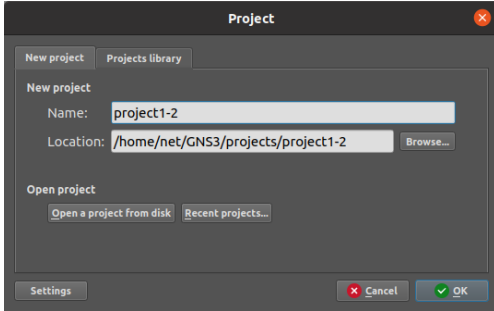 Project
New project Projects library
New project
Name: project1-2
Location: /home/net/GNS3/projects/project1-2 Browse...
Open project
Open a project from disk Recent projects...
Settings Cancel OK